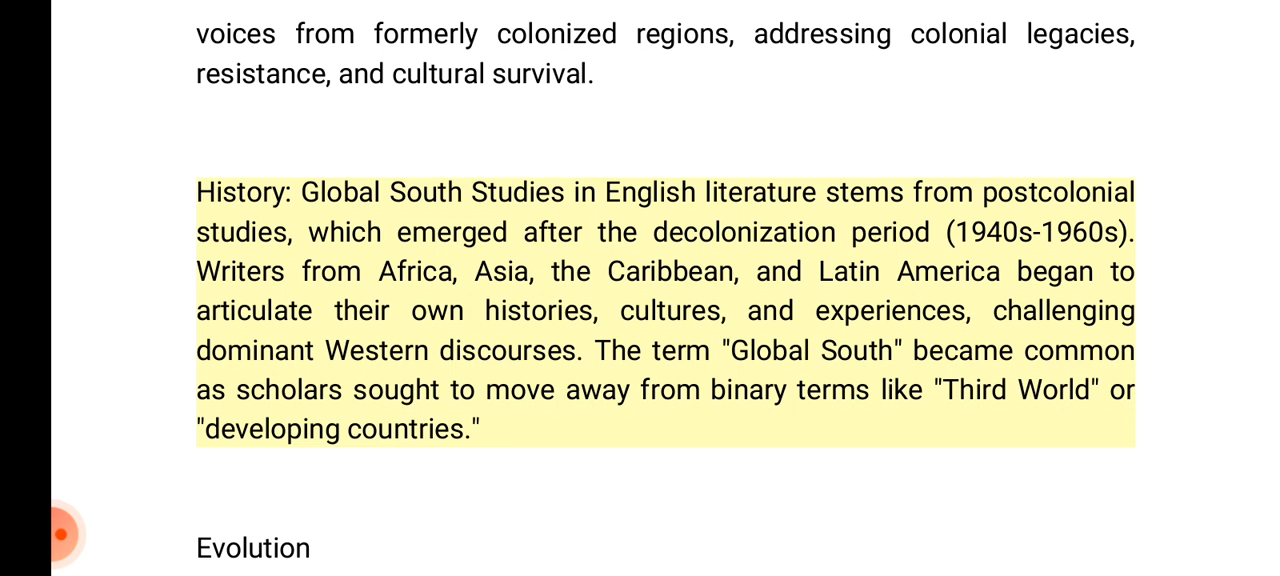 voices from formerly colonized regions, addressing colonial legacies,
resistance, and cultural survival.
History: Global South Studies in English literature stems from postcolonial
studies, which emerged after the decolonization period (1940s-1960s).
Writers from Africa, Asia, the Caribbean, and Latin America began to
articulate their own histories, cultures, and experiences, challenging
dominant Western discourses. The term "Global South" became common
as scholars sought to move away from binary terms like "Third World" or
"developing countries."
Evolution